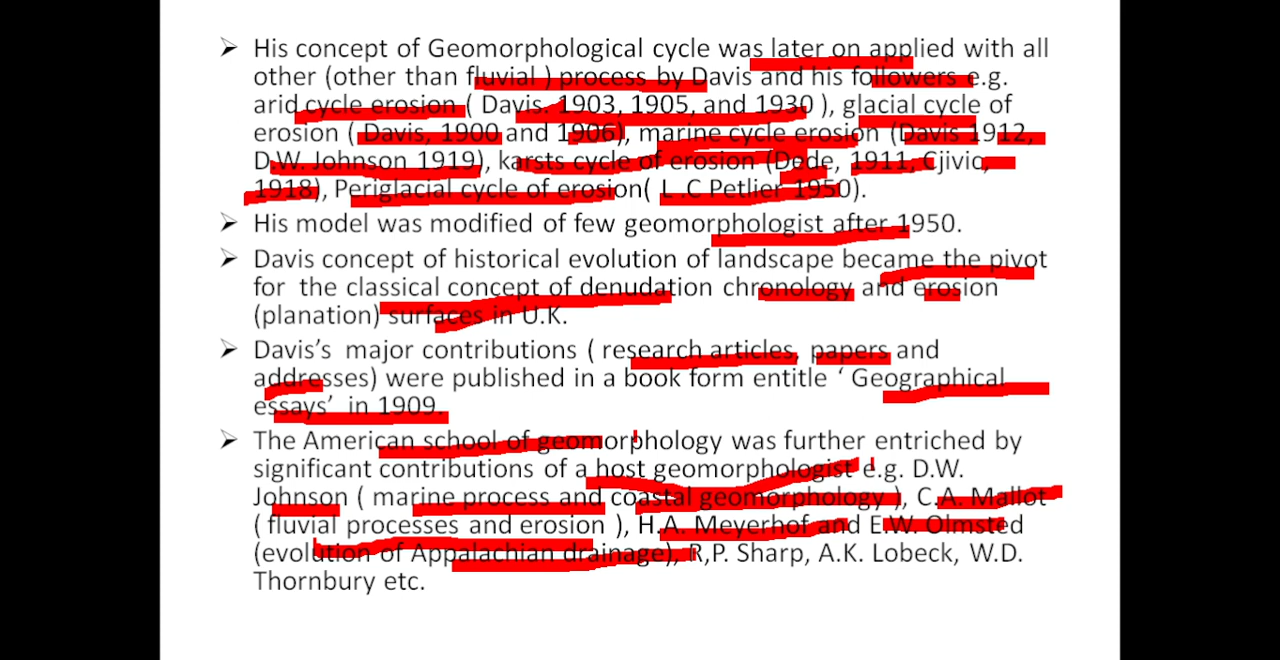 ➢ His concept of Geomorphological cycle was later on applied with all
other (other than fluvial ) process by Davis and his followers e.g.
arid cycle erosion ( Davis. 1903, 1905, and 1930 ), glacial cycle of
erosion ( Davis, 1900 and 1906), marine cycle erosion (Davis 1912,
D.W. Johnson 1919), karsts cycle of erosion (Dede, 1911, Cjivic,
1918), Periglacial cycle of erosion( L .C Petlier 1950).
➢ His model was modified of few geomorphologist after 1950.
➢ Davis concept of historical evolution of landscape became the pivot
for the classical concept of denudation chronology and erosion
(planation) surfaces in U.K.
➢ Davis's major contributions ( research articles, papers and
addresses) were published in a book form entitle ‘ Geographical
essays’ in 1909.
➢ The American school of geomorphology was further entriched by
significant contributions of a host geomorphologist e.g. D.W.
Johnson ( marine process and coastal geomorphology ), C.A. Mallot
( fluvial processes and erosion ), H.A. Meyerhof and E.W. Olmsted
(evolution of Appalachian drainage), R,P. Sharp, A.K. Lobeck, W.D.
Thornbury etc.